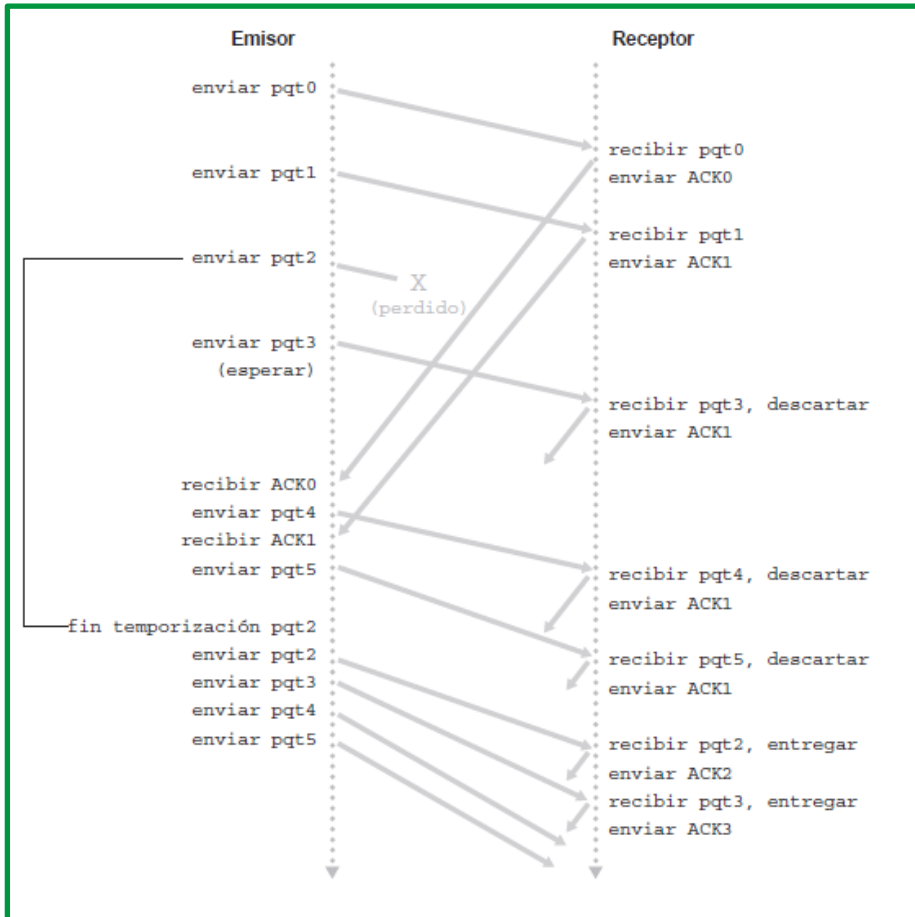 Emisor
Receptor
enviar pqt0
recibir pqt0
enviar ACK0
enviar pqt1
recibir pqt1
enviar ACK1
enviar pqt2
X
(perdido)
enviar pqt3
(esperar)
recibir pqt3, descartar
enviar ACK1
recibir ACK0
enviar pqt4
recibir ACK1
enviar pqt5
recibir pqt4, descartar
enviar ACK1
fin temporización pqt2
enviar pqt2
enviar pqt3
enviar pqt4
enviar pqt5
recibir pqt5, descartar
enviar ACK1
recibir pqt2, entregar
enviar ACK2
recibir pqt3, entregar
enviar ACK3